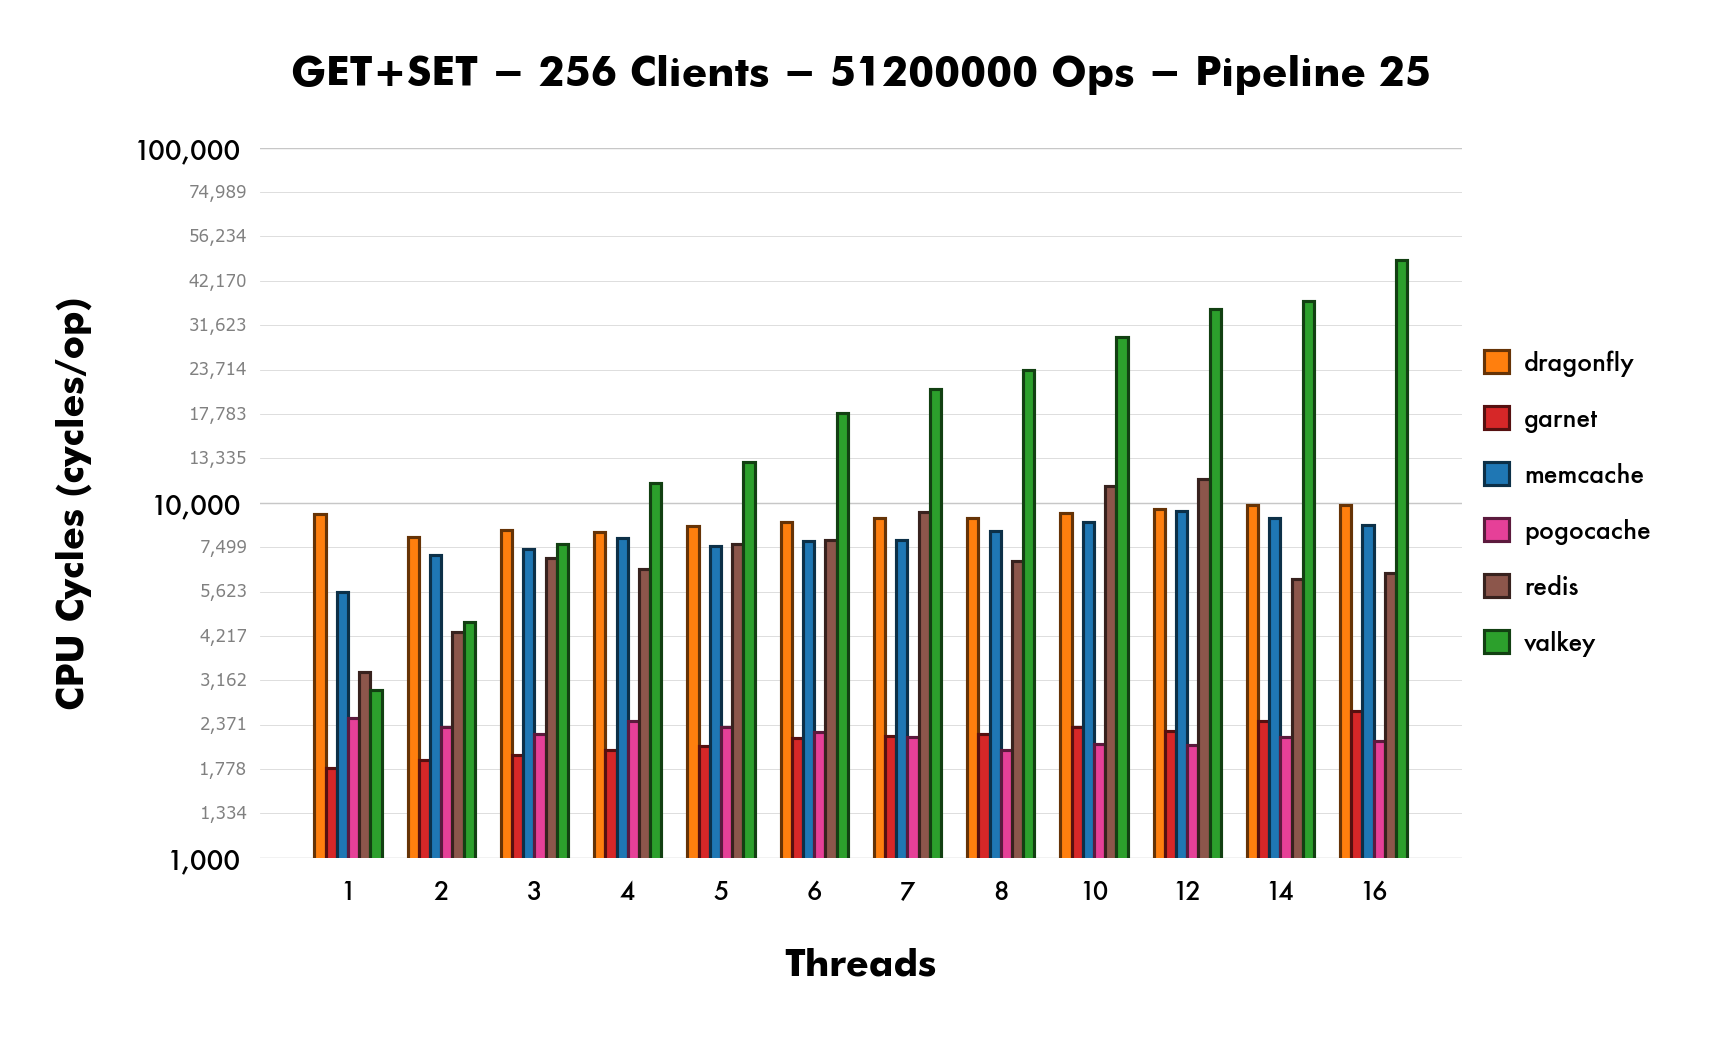 GET+SET – 256 Clients – 51200000 Ops – Pipeline 25
CPU Cycles (cycles/op)
100,000
74,989
56,234
42,170
31,623
23,714
17,783
13,335
10,000
7,499
5,623
4,217
3,162
2,371
1,778
1,334
1,000
1 2 3 4 5 6 7 8 10 12 14 16
Threads
dragonfly
garnet
memcache
pogocache
redis
valkey